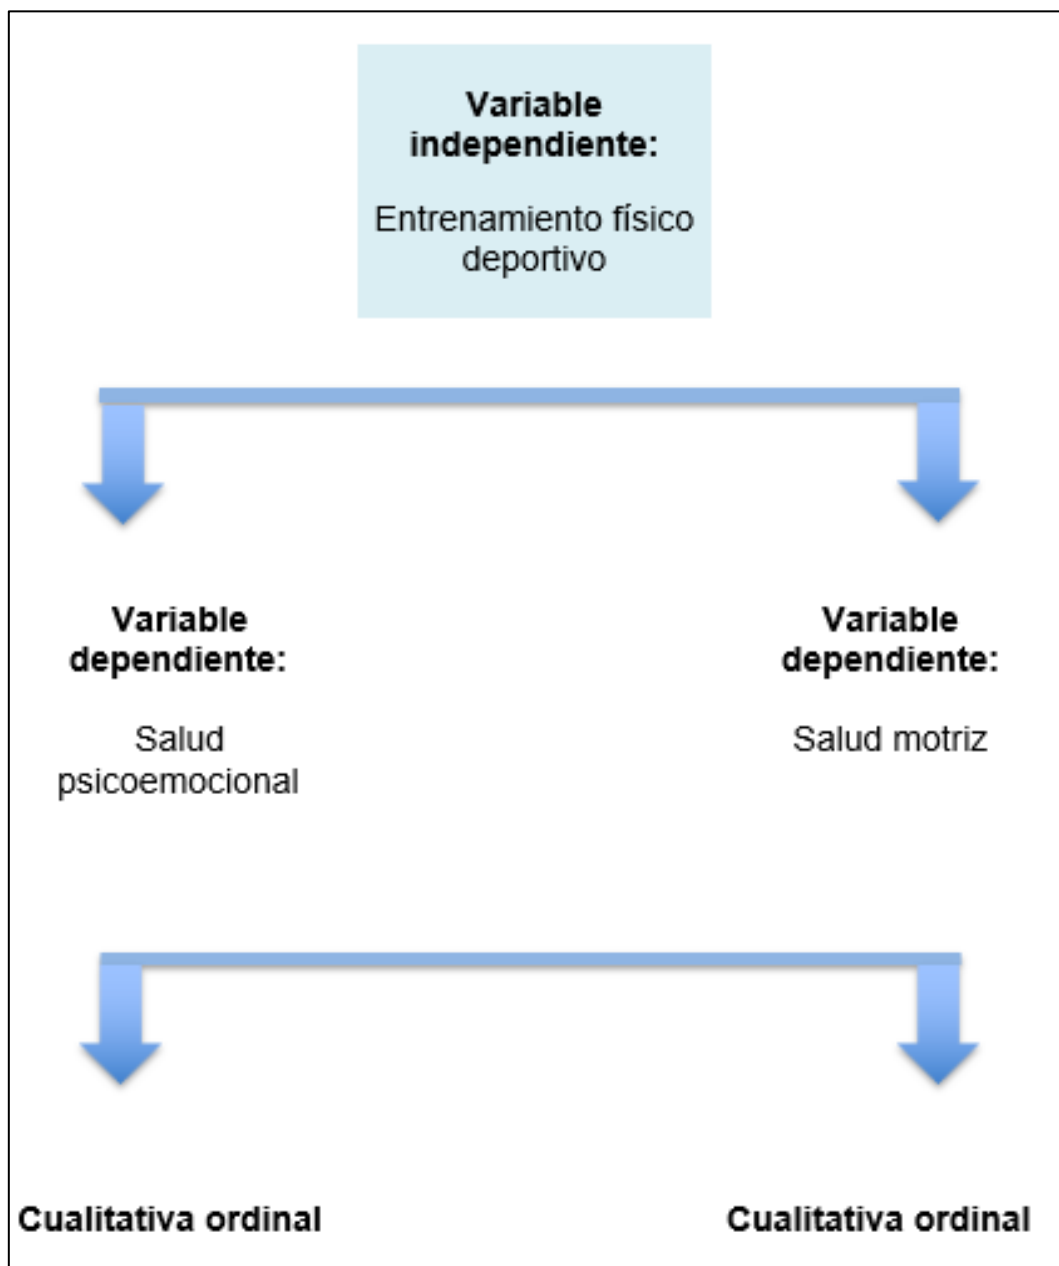 Variable
independiente:
Entrenamiento físico
deportivo
Variable
dependiente:
Salud
psicoemocional
Variable
dependiente:
Salud motriz
Cualitativa ordinal
Cualitativa ordinal